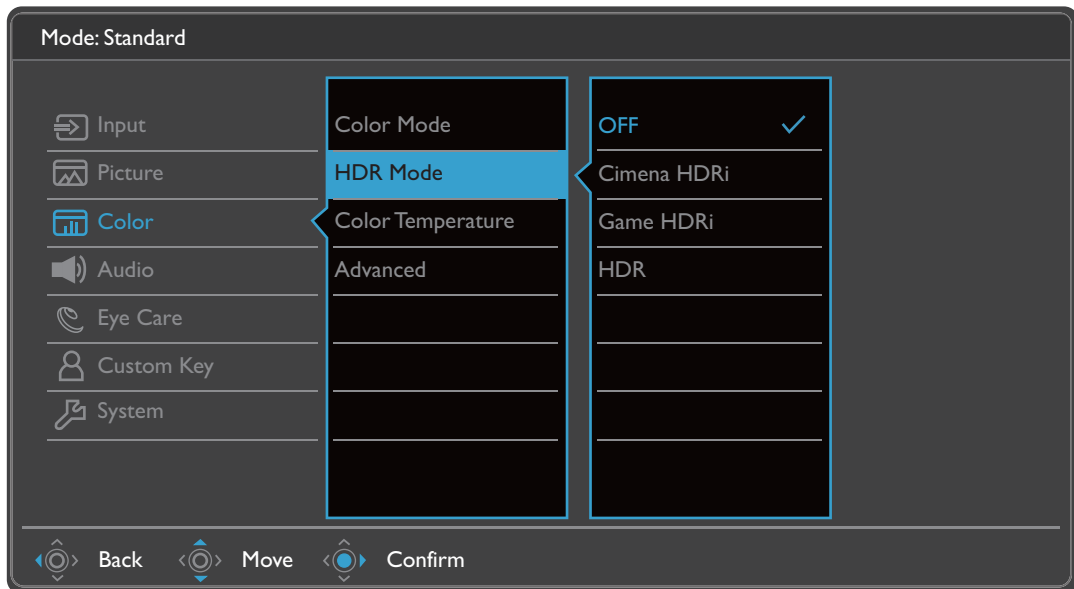 Mode: Standard
Input
Picture
Color
Audio
Eye Care
Custom Key
System
Color Mode
HDR Mode
Color Temperature
Advanced
OFF
Cimena HDRi
Game HDRi
HDR
Back Move Confirm